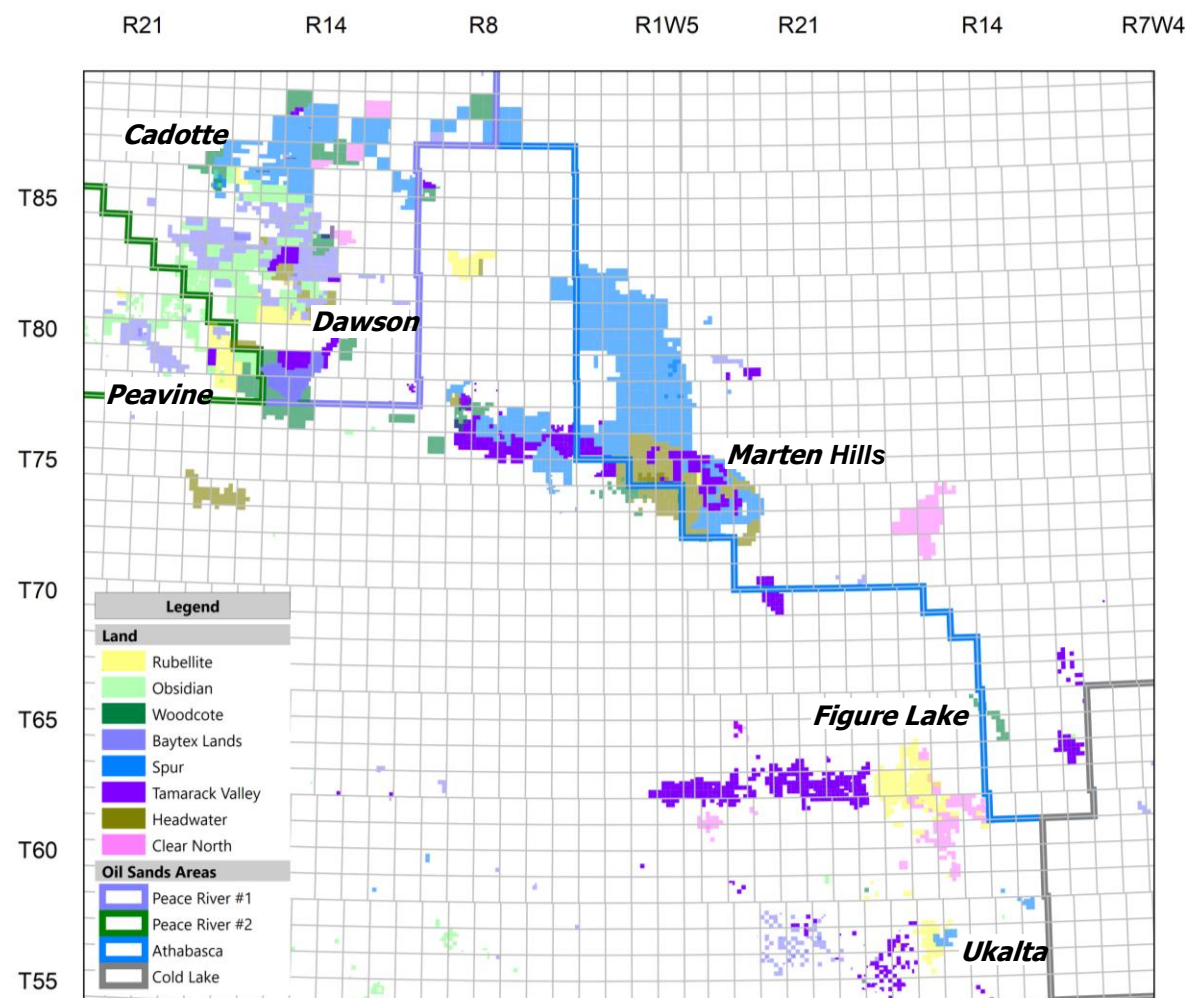 R21 R14 R8 R1W5 R21 R14 R7W4
Cadotte
T85
T80
Dawson
Peavine
T75
Marten Hills
T70
Legend
Land
Rubellite
Obsidian
Woodcote
Baytex Lands
Spur
Tamarack Valley
Headwater
Clear North
Oil Sands Areas
Peace River #1
Peace River #2
Athabasca
Cold Lake
T65
Figure Lake
T60
Ukalta
T55